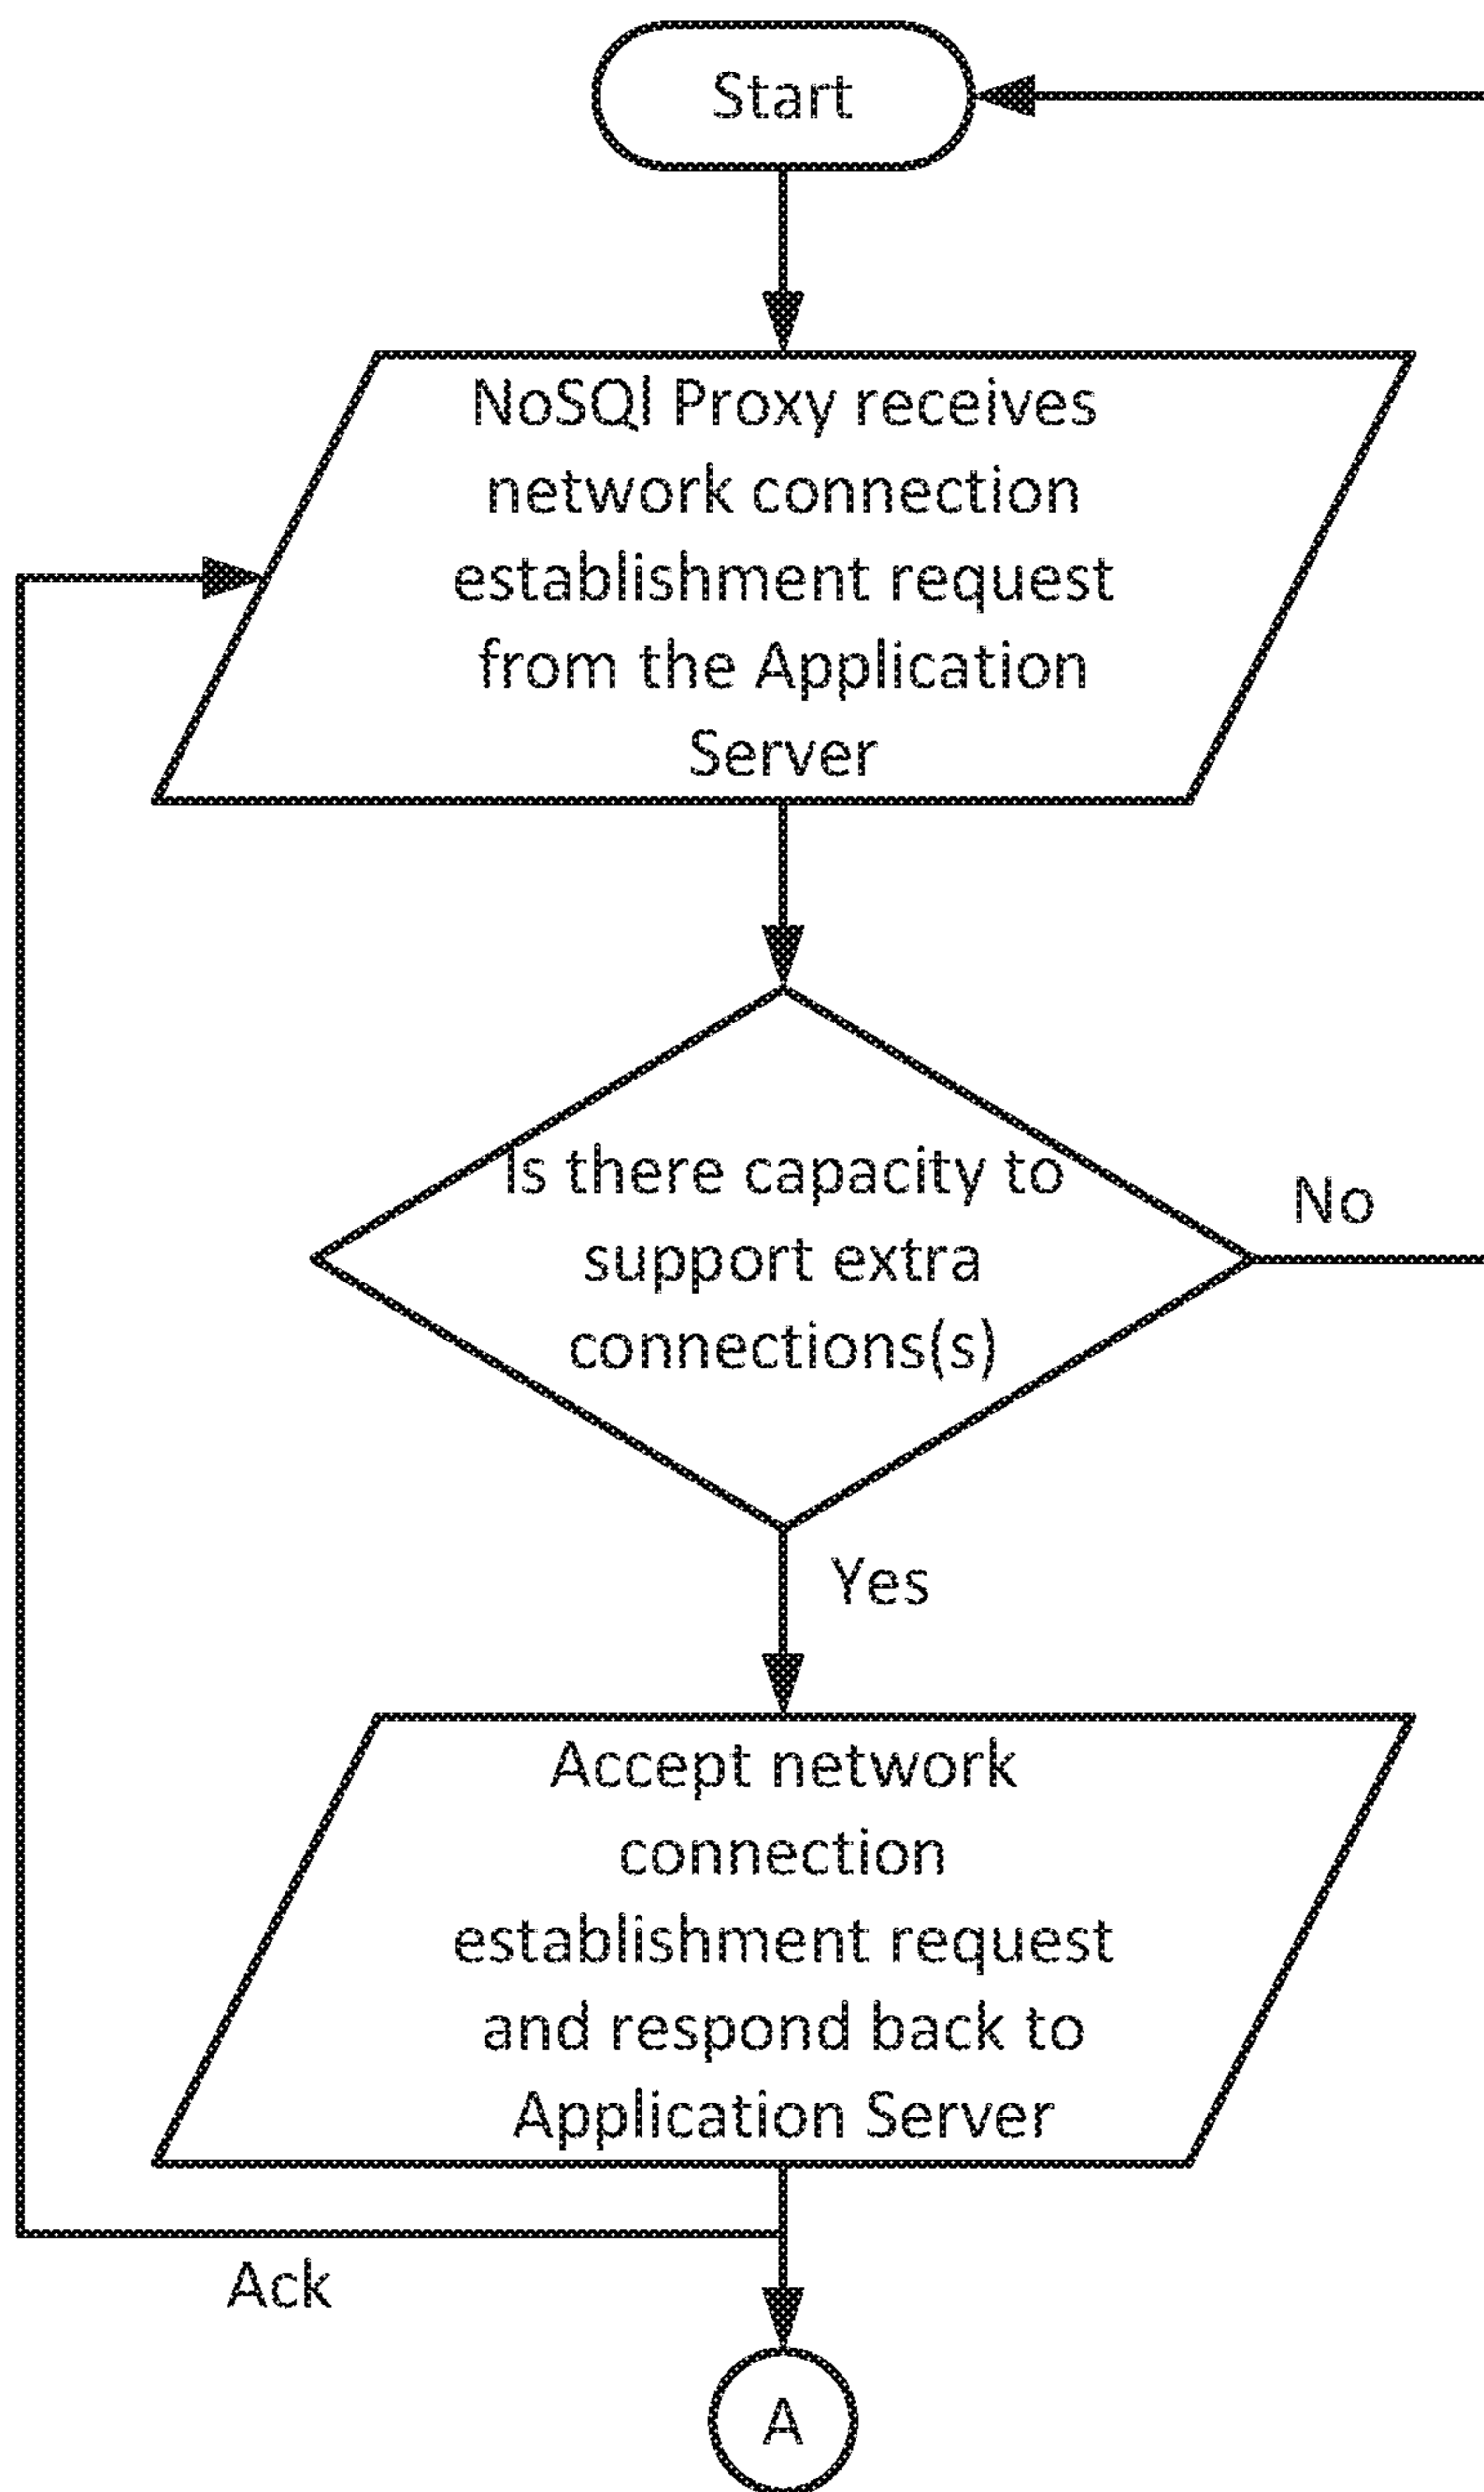 Start
NoSQl Proxy receives
network connection
establishment request
from the Application
Server
Is there capacity to
support extra
connections(s)
No
Yes
Accept network
connection
establishment request
and respond back to
Application Server
Ack
A